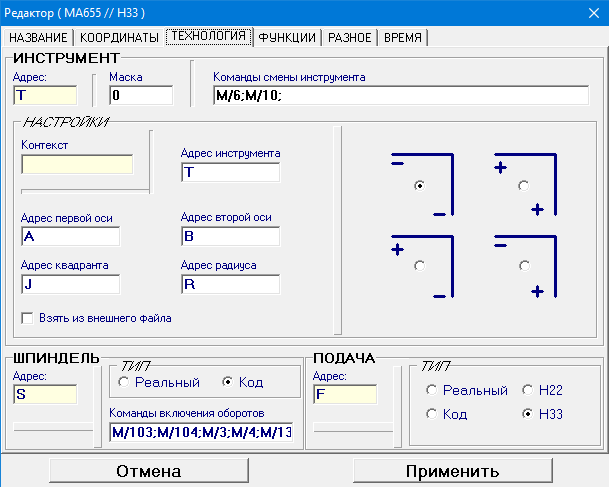 Редактор ( MA655 // H33 )
НАЗВАНИЕ КООРДИНАТЫ ТЕХНОЛОГИЯ ФУНКЦИИ РАЗНОЕ ВРЕМЯ
ИНСТРУМЕНТ
Адрес: Маска Команды смены инструмента
T 0 M/6;M/10;
НАСТРОЙКИ
Контекст
Адрес инструмента
T
Адрес первой оси Адрес второй оси
A B
Адрес квадранта Адрес радиуса
J R
Взять из внешнего файла
− − + +
+ − − +
ШПИНДЕЛЬ
Адрес:
S
ТИП
Реальный Код
Команды включения оборотов
M/103;M/104;M/3;M/4;M/13
ПОДАЧА
Адрес:
F
ТИП
Реальный H22
Код H33
Отмена Применить